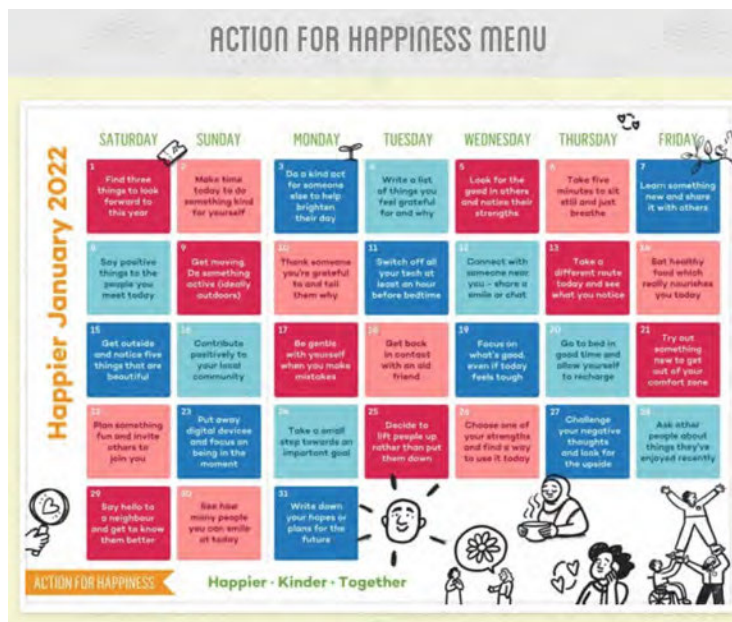 ACTION FOR HAPPINESS MENU
Happier January 2022
SATURDAY SUNDAY MONDAY TUESDAY WEDNESDAY THURSDAY FRIDAY
1
Find three
things to look
forward to
this year
2
Make time
today to do
something kind
for yourself
3
Do a kind act
for someone
else to help
brighten
their day
4
Write a list
of things you
feel grateful
for and why
5
Look for the
good in others
and notice their
strengths
6
Take five
minutes to sit
still and just
breathe
7
Learn something
new and share
it with others
8
Say positive
things to the
people you
meet today
9
Get moving.
Do something
active (ideally
outdoors)
10
Thank someone
you're grateful
to and tell
them why
11
Switch off all
your tech at
least an hour
before bedtime
12
Connect with
someone near
you - share a
smile or chat
13
Take a
different route
today and see
what you notice
14
Eat healthy
food which
really nourishes
you today
15
Get outside
and notice five
things that are
beautiful
16
Contribute
positively to
your local
community
17
Be gentle
with yourself
when you make
mistakes
18
Get back
in contact
with an old
friend
19
Focus on
what's good,
even if today
feels tough
20
Go to bed in
good time and
allow yourself
to recharge
21
Try out
something
new to get
out of your
comfort zone
22
Plan something
fun and invite
others to
join you
23
Put away
digital devices
and focus on
being in the
moment
24
Take a small
step towards an
important goal
25
Decide to
lift people up
rather than put
them down
26
Choose one of
your strengths
and find a way
to use it today
27
Challenge
your negative
thoughts
and look for
the upside
28
Ask other
people about
things they've
enjoyed recently
29
Say hello to
a neighbour
and get to know
them better
30
See how
many people
you can smile
at today
31
Write down
your hopes or
plans for the
future
ACTION FOR HAPPINESS
Happier · Kinder · Together